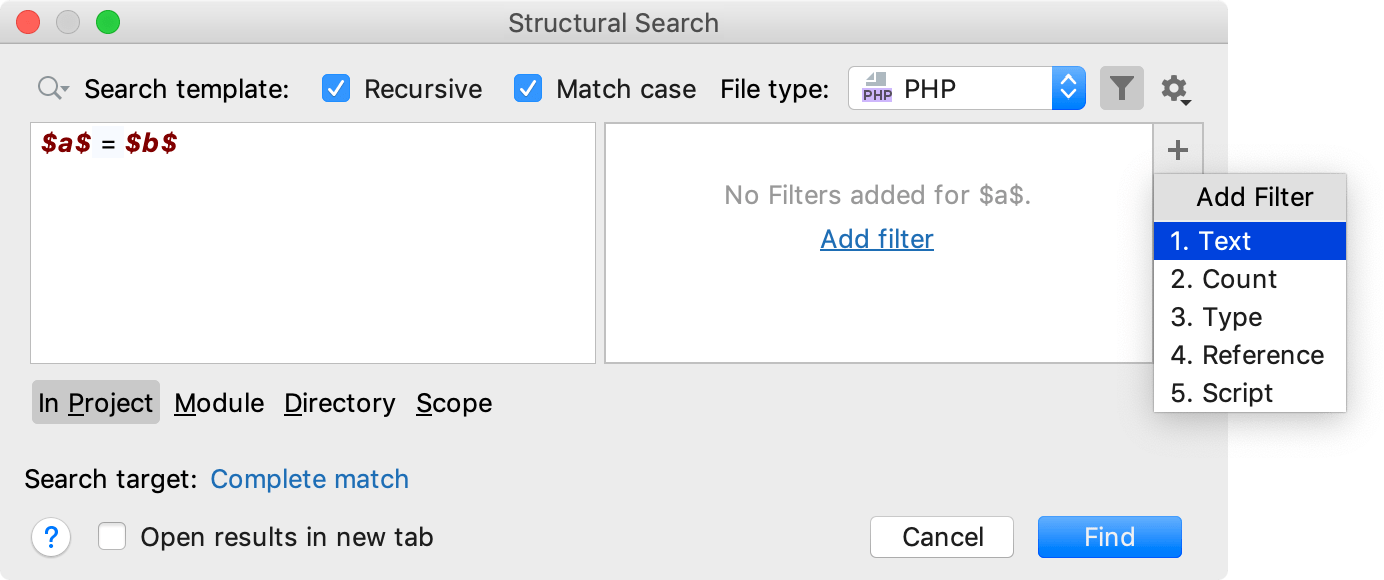 Structural Search
Search template: Recursive Match case File type: PHP PHP
$a$ = $b$
No Filters added for $a$.
Add filter
Add Filter
1. Text
2. Count
3. Type
4. Reference
5. Script
In Project Module Directory Scope
Search target: Complete match
? Open results in new tab Cancel Find